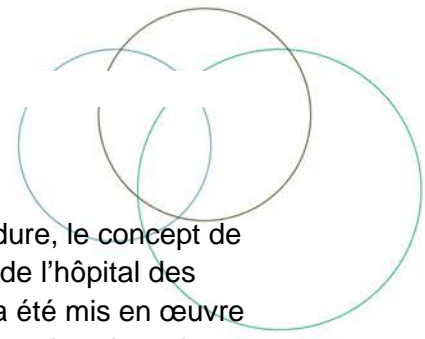 dure, le concept de
de l'hôpital des
a été mis en œuvre